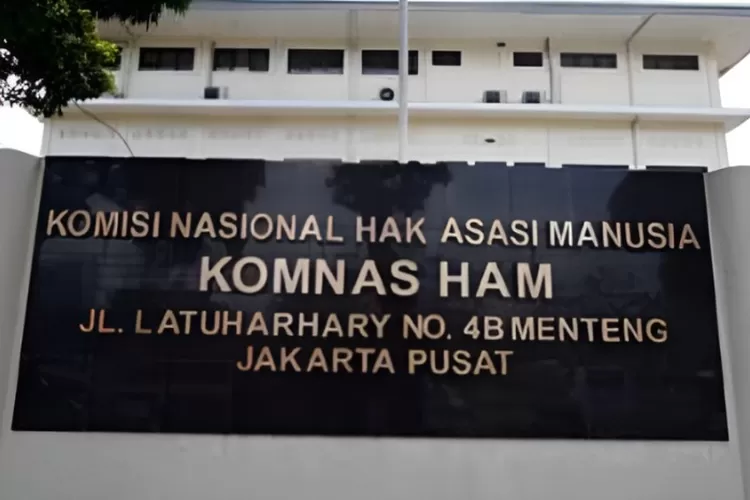 KOMISI NASIONAL HAK ASASI MANUSIA
KOMNAS HAM
JL. LATUHARHARY NO. 4B MENTENG
JAKARTA PUSAT